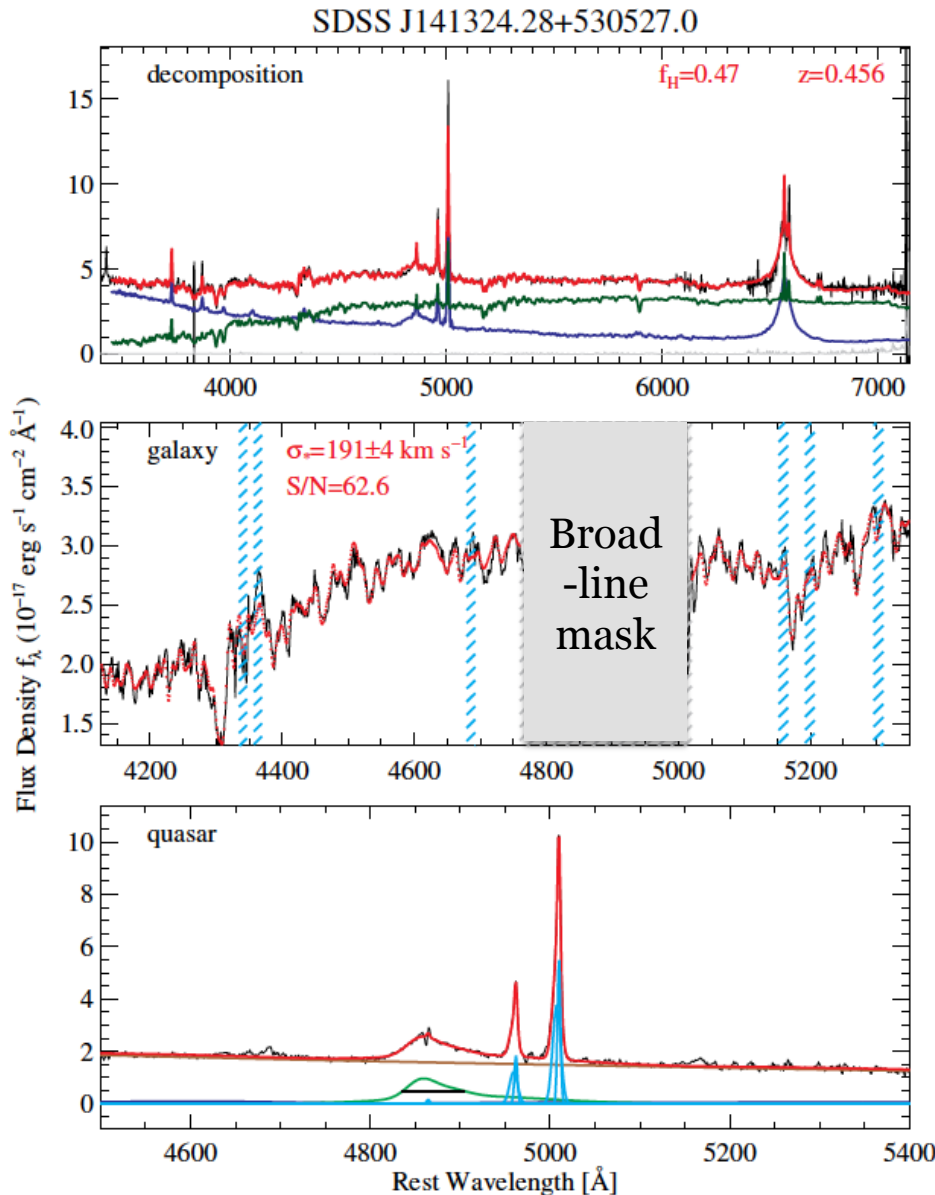 SDSS J141324.28+530527.0
decomposition
f_H=0.47 z=0.456
15
10
5
0
4000 5000 6000 7000
galaxy
σ*=191±4 km s⁻¹
S/N=62.6
Broad
-line
mask
4.0
3.5
3.0
2.5
2.0
1.5
4200 4400 4600 4800 5000 5200
Flux Density f_λ (10⁻¹⁷ erg s⁻¹ cm⁻² Å⁻¹)
quasar
10
8
6
4
2
0
4600 4800 5000 5200 5400
Rest Wavelength [Å]